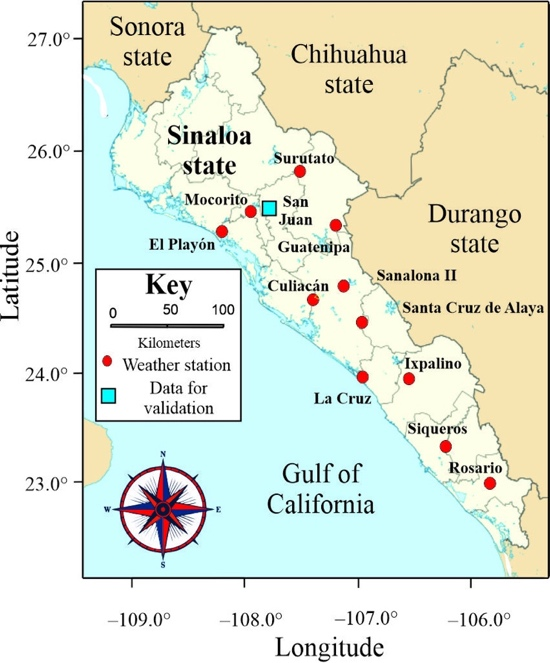 Sonora
state
Chihuahua
state
27.0°
Sinaloa
state
26.0°
Surutato
Mocorito
San
Juan
Durango
state
El Playón
Guatenipa
25.0°
Latitude
Sanalona II
Culiacán
Santa Cruz de Alaya
Key
0 50 100
Kilometers
Weather station
Data for
validation
24.0°
Ixpalino
La Cruz
Siqueros
Rosario
23.0°
Gulf of
California
N
W E
S
–109.0° –108.0° –107.0° –106.0°
Longitude